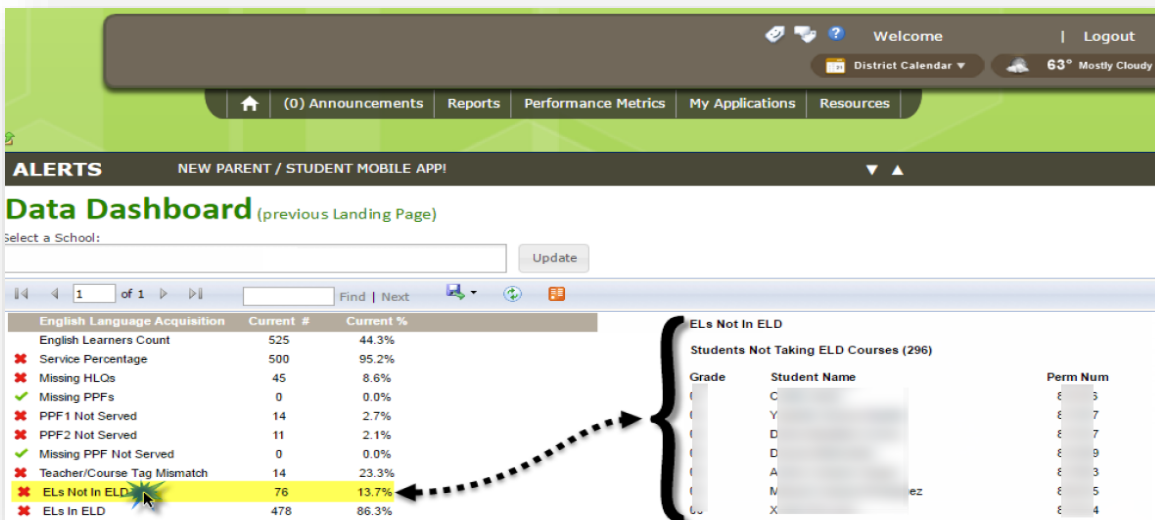 Welcome | Logout
District Calendar ▼ 63° Mostly Cloudy
(0) Announcements Reports Performance Metrics My Applications Resources
ALERTS NEW PARENT / STUDENT MOBILE APP! ▼ ▲
Data Dashboard (previous Landing Page)
Select a School:
Update
1 of 1 Find | Next
English Language Acquisition Current # Current %
English Learners Count 525 44.3%
Service Percentage 500 95.2%
Missing HLQs 45 8.6%
Missing PPFs 0 0.0%
PPF1 Not Served 14 2.7%
PPF2 Not Served 11 2.1%
Missing PPF Not Served 0 0.0%
Teacher/Course Tag Mismatch 14 23.3%
ELs Not In ELD 76 13.7%
ELs In ELD 478 86.3%
ELs Not In ELD
Students Not Taking ELD Courses (296)
Grade Student Name Perm Num